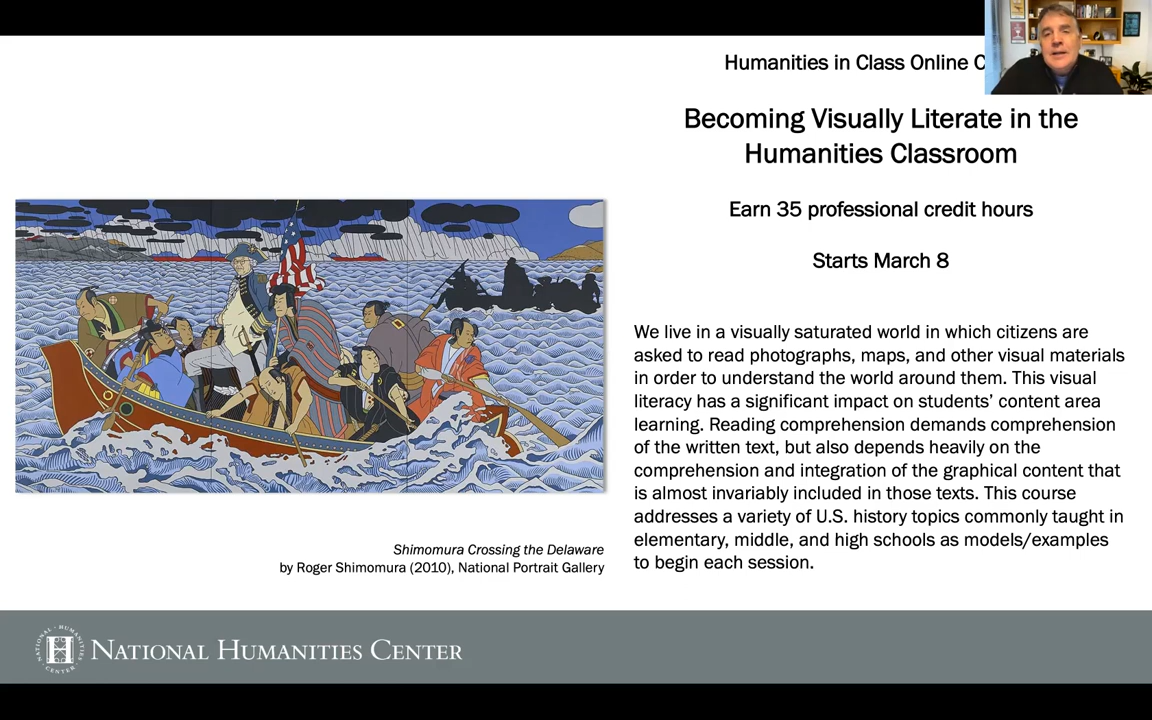 Humanities in Class Online
Becoming Visually Literate in the
Humanities Classroom
Earn 35 professional credit hours
Starts March 8
We live in a visually saturated world in which citizens are
asked to read photographs, maps, and other visual materials
in order to understand the world around them. This visual
literacy has a significant impact on students’ content area
learning. Reading comprehension demands comprehension
of the written text, but also depends heavily on the
comprehension and integration of the graphical content that
is almost invariably included in those texts. This course
addresses a variety of U.S. history topics commonly taught in
elementary, middle, and high schools as models/examples
to begin each session.
Shimomura Crossing the Delaware
by Roger Shimomura (2010), National Portrait Gallery
NATIONAL HUMANITIES CENTER